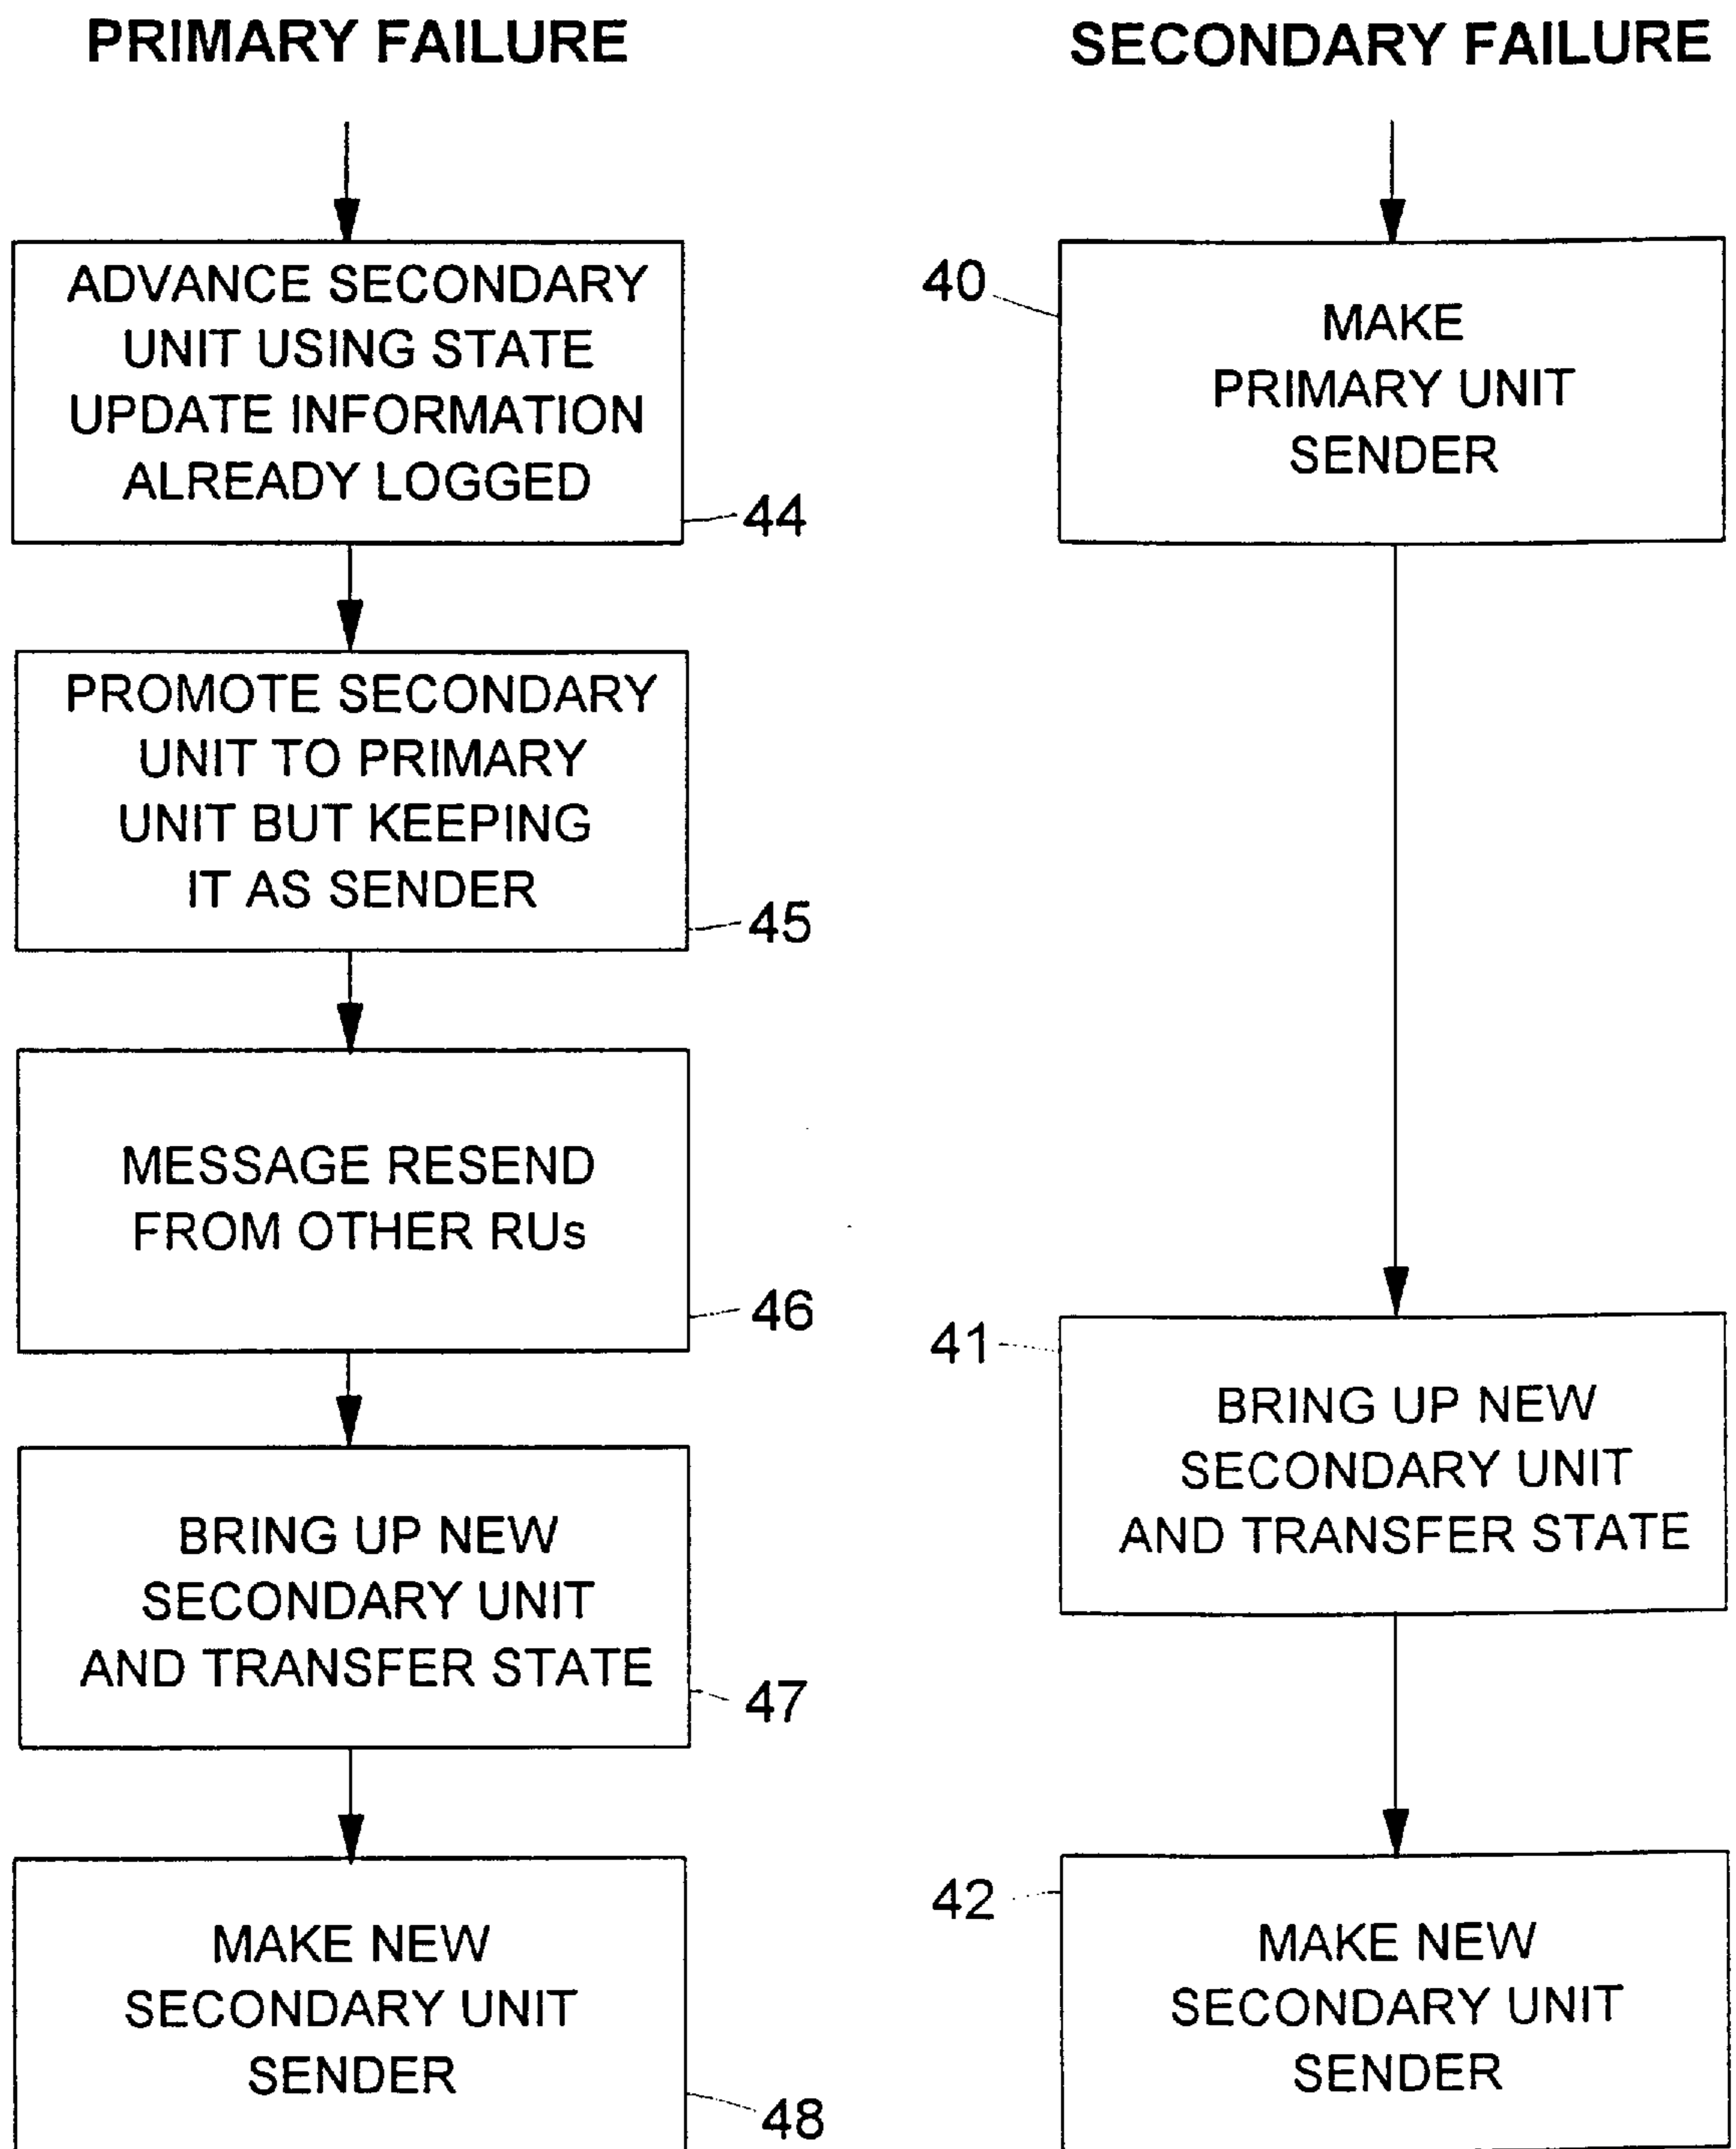 PRIMARY FAILURE
ADVANCE SECONDARY
UNIT USING STATE
UPDATE INFORMATION
ALREADY LOGGED
44
PROMOTE SECONDARY
UNIT TO PRIMARY
UNIT BUT KEEPING
IT AS SENDER
45
MESSAGE RESEND
FROM OTHER RUs
46
BRING UP NEW
SECONDARY UNIT
AND TRANSFER STATE
47
MAKE NEW
SECONDARY UNIT
SENDER
48
SECONDARY FAILURE
40
MAKE
PRIMARY UNIT
SENDER
41
BRING UP NEW
SECONDARY UNIT
AND TRANSFER STATE
42
MAKE NEW
SECONDARY UNIT
SENDER